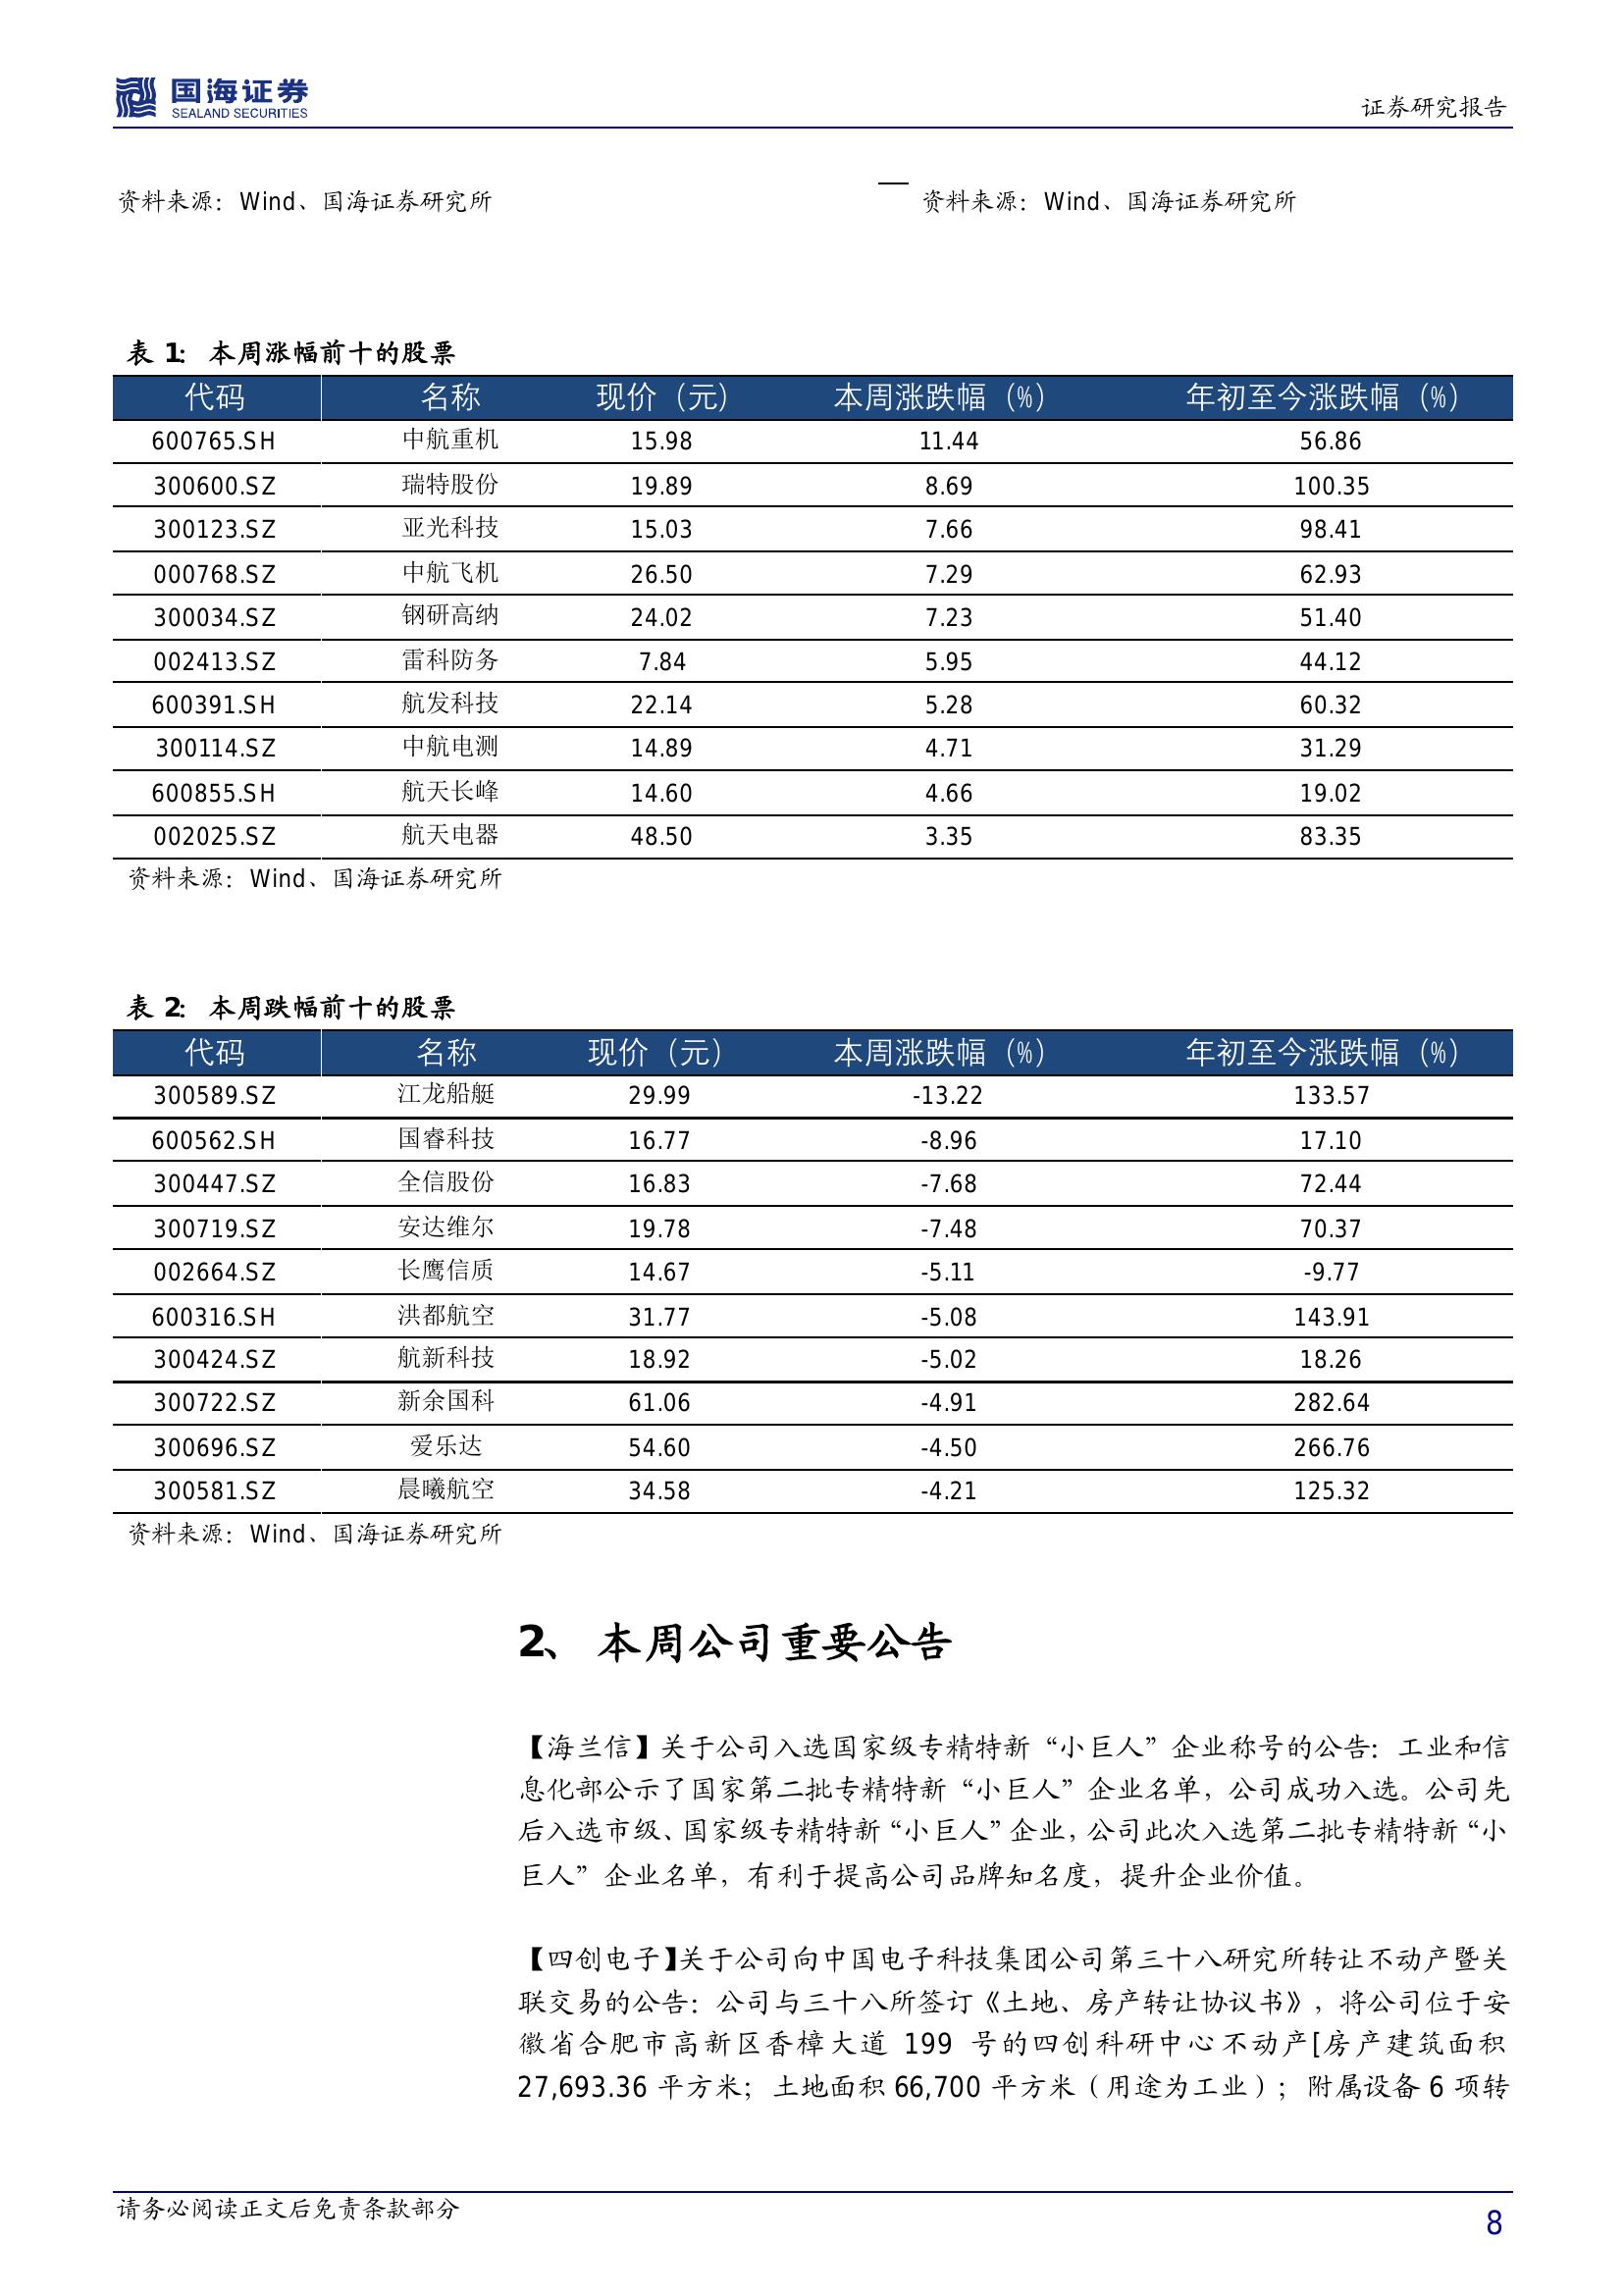 国海证券
SEALAND SECURITIES
证券研究报告
资料来源：Wind、国海证券研究所
资料来源：Wind、国海证券研究所
表 1： 本周涨幅前十的股票
代码 名称 现价（元） 本周涨跌幅（%） 年初至今涨跌幅（%）
600765.SH 中航重机 15.98 11.44 56.86
300600.SZ 瑞特股份 19.89 8.69 100.35
300123.SZ 亚光科技 15.03 7.66 98.41
000768.SZ 中航飞机 26.50 7.29 62.93
300034.SZ 钢研高纳 24.02 7.23 51.40
002413.SZ 雷科防务 7.84 5.95 44.12
600391.SH 航发科技 22.14 5.28 60.32
300114.SZ 中航电测 14.89 4.71 31.29
600855.SH 航天长峰 14.60 4.66 19.02
002025.SZ 航天电器 48.50 3.35 83.35
资料来源：Wind、国海证券研究所
表 2： 本周跌幅前十的股票
代码 名称 现价（元） 本周涨跌幅（%） 年初至今涨跌幅（%）
300589.SZ 江龙船艇 29.99 -13.22 133.57
600562.SH 国睿科技 16.77 -8.96 17.10
300447.SZ 全信股份 16.83 -7.68 72.44
300719.SZ 安达维尔 19.78 -7.48 70.37
002664.SZ 长鹰信质 14.67 -5.11 -9.77
600316.SH 洪都航空 31.77 -5.08 143.91
300424.SZ 航新科技 18.92 -5.02 18.26
300722.SZ 新余国科 61.06 -4.91 282.64
300696.SZ 爱乐达 54.60 -4.50 266.76
300581.SZ 晨曦航空 34.58 -4.21 125.32
资料来源：Wind、国海证券研究所
2、 本周公司重要公告
【海兰信】关于公司入选国家级专精特新“小巨人”企业称号的公告：工业和信
息化部公示了国家第二批专精特新“小巨人”企业名单，公司成功入选。公司先
后入选市级、国家级专精特新“小巨人”企业，公司此次入选第二批专精特新“小
巨人”企业名单，有利于提高公司品牌知名度，提升企业价值。
【四创电子】关于公司向中国电子科技集团公司第三十八研究所转让不动产暨关
联交易的公告：公司与三十八所签订《土地、房产转让协议书》，将公司位于安
徽省合肥市高新区香樟大道 199 号的四创科研中心不动产[房产建筑面积
27,693.36 平方米；土地面积 66,700 平方米（用途为工业）；附属设备 6 项转
请务必阅读正文后免责条款部分
8